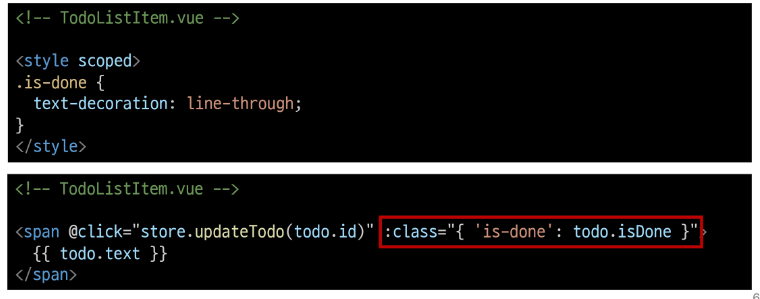 <!-- TodoListItem.vue -->
<style scoped>
.is-done {
  text-decoration: line-through;
}
</style>
<!-- TodoListItem.vue -->
<span @click="store.updateTodo(todo.id)" :class="{ 'is-done': todo.isDone }">
  {{ todo.text }}
</span>